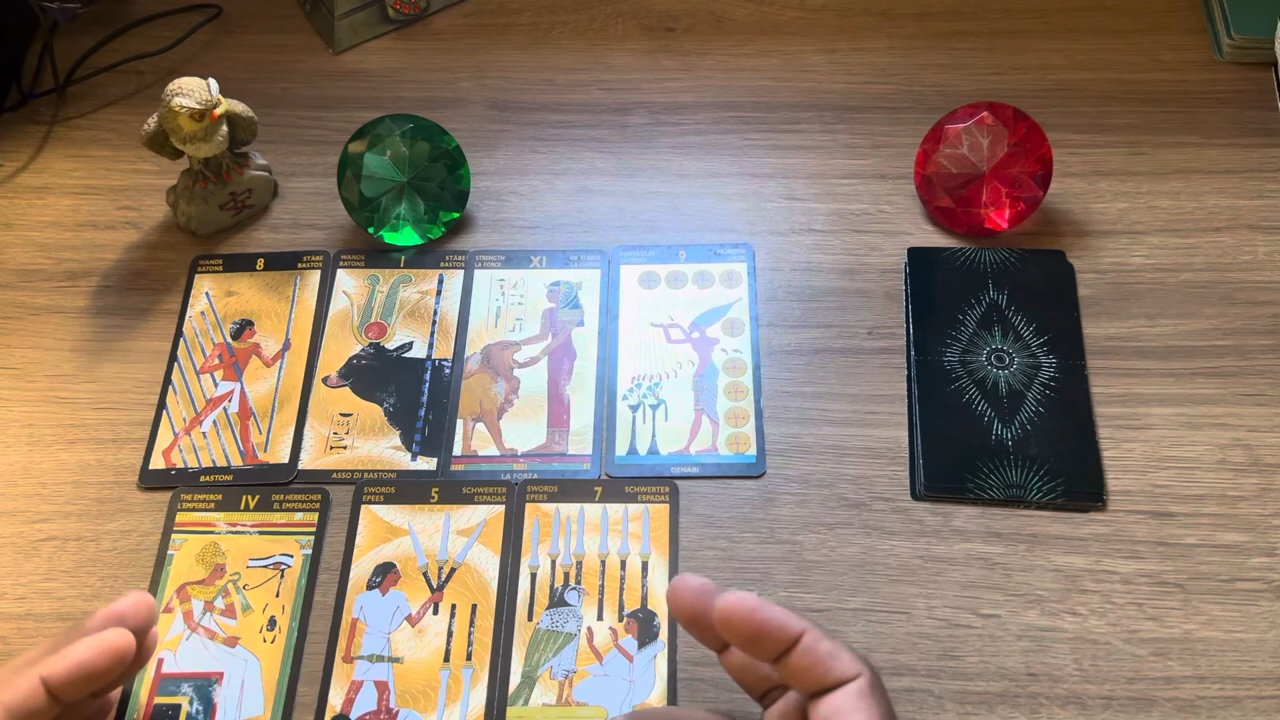 安
WANDS 8 STÄBE
BATONS BASTOS
BASTONI
WANDS I STÄBE
BATONS BASTOS
ASSO DI BASTONI
STRENGTH XI
LA FORCE
LA FORZA
9
DENARI
THE EMPEROR IV DER HERRSCHER
L'EMPEREUR EL EMPERADOR
SWORDS 5 SCHWERTER
EPEES ESPADAS
SWORDS 7 SCHWERTER
EPEES ESPADAS